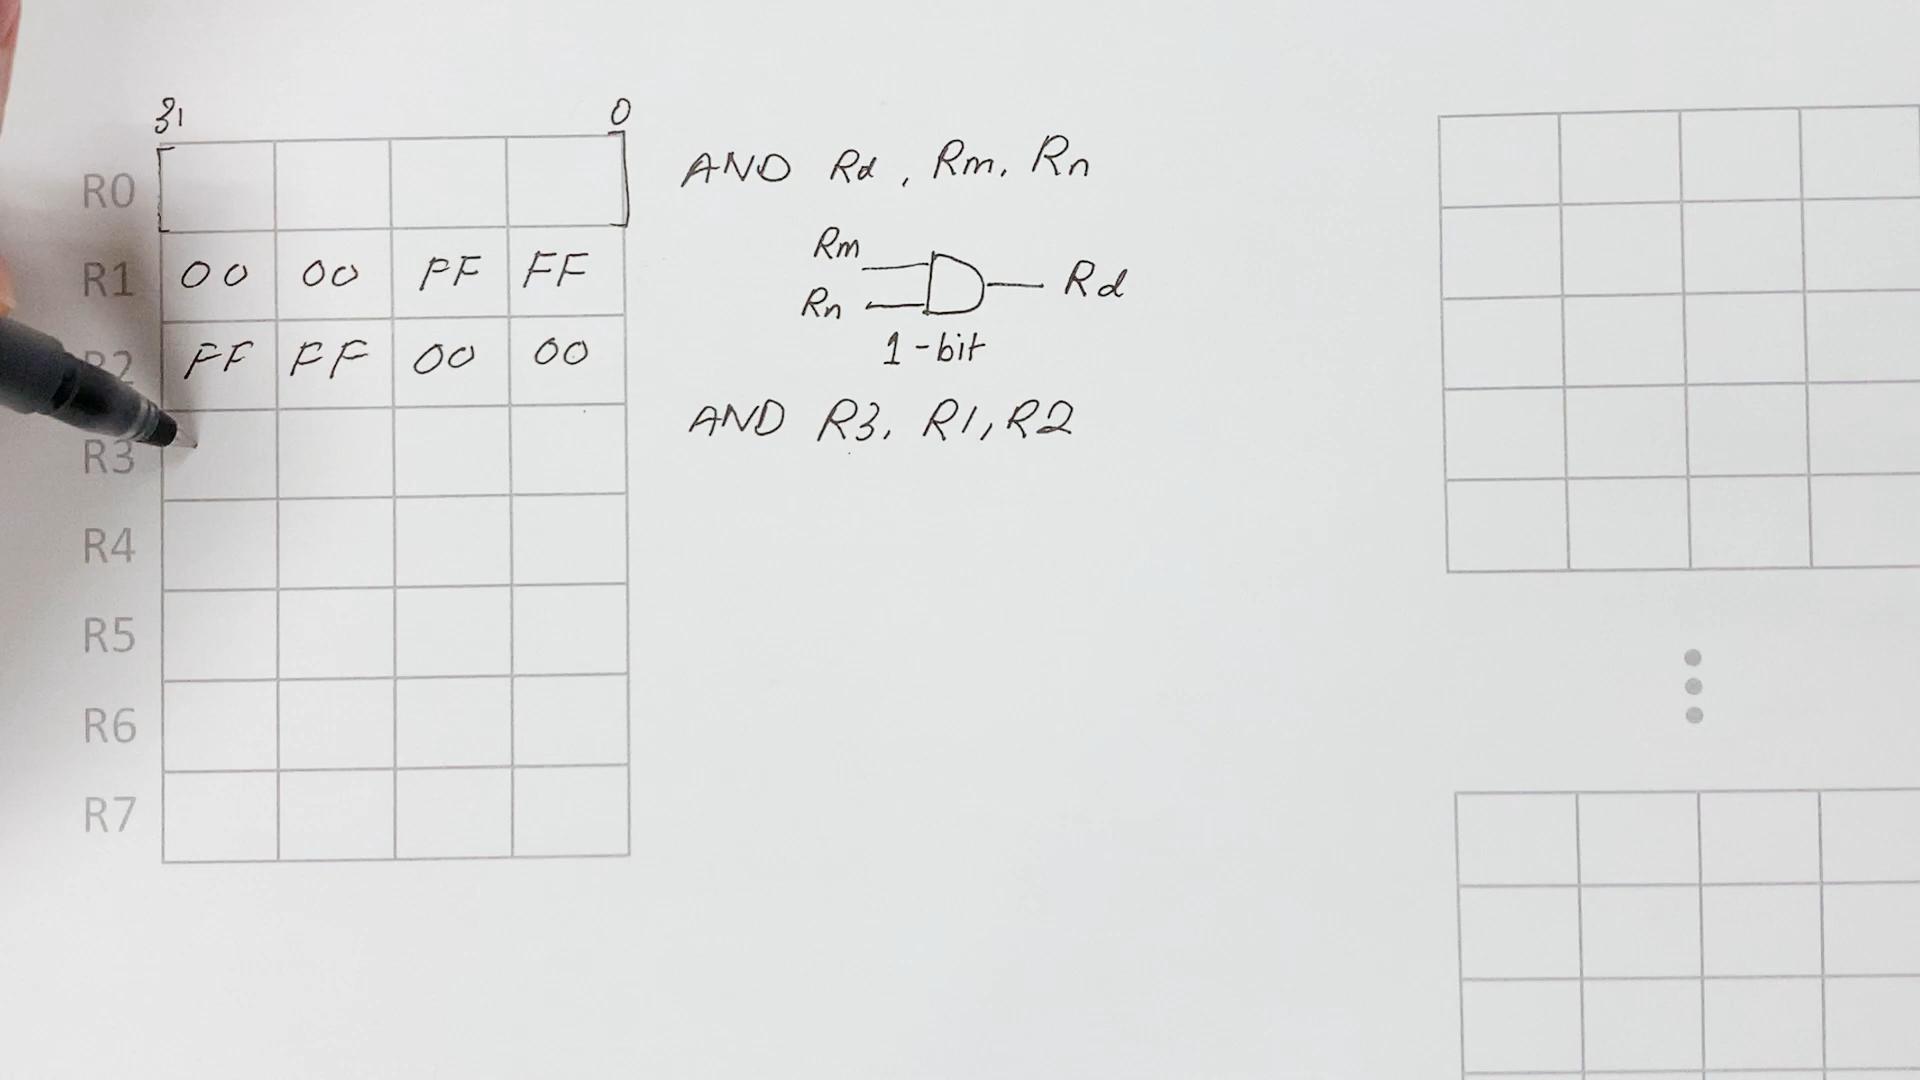 31 0
R0
R1 00 00 FF FF
R2 FF FF 00 00
R3
R4
R5
R6
R7
AND Rd, Rm, Rn
Rm
Rn
Rd
1-bit
AND R3, R1, R2